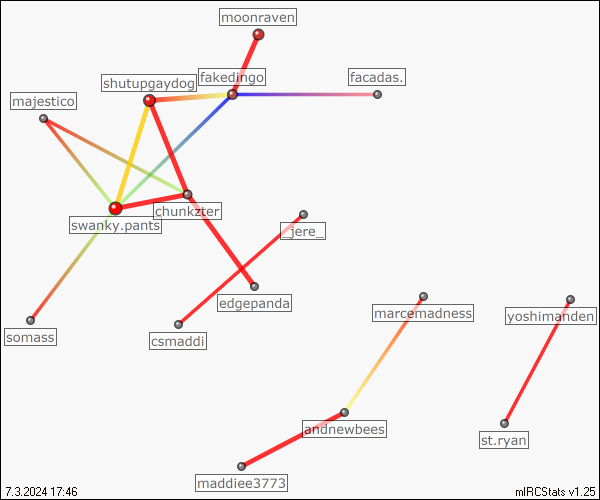 moonraven
shutupgaydog
fakedingo
facadas.
majestico
chunkzter
swanky.pants
_jere_
edgepanda
marcemadness
yoshimanden
somass
csmaddi
andnewbees
st.ryan
maddiee3773
7.3.2024 17:46
mIRCStats v1.25